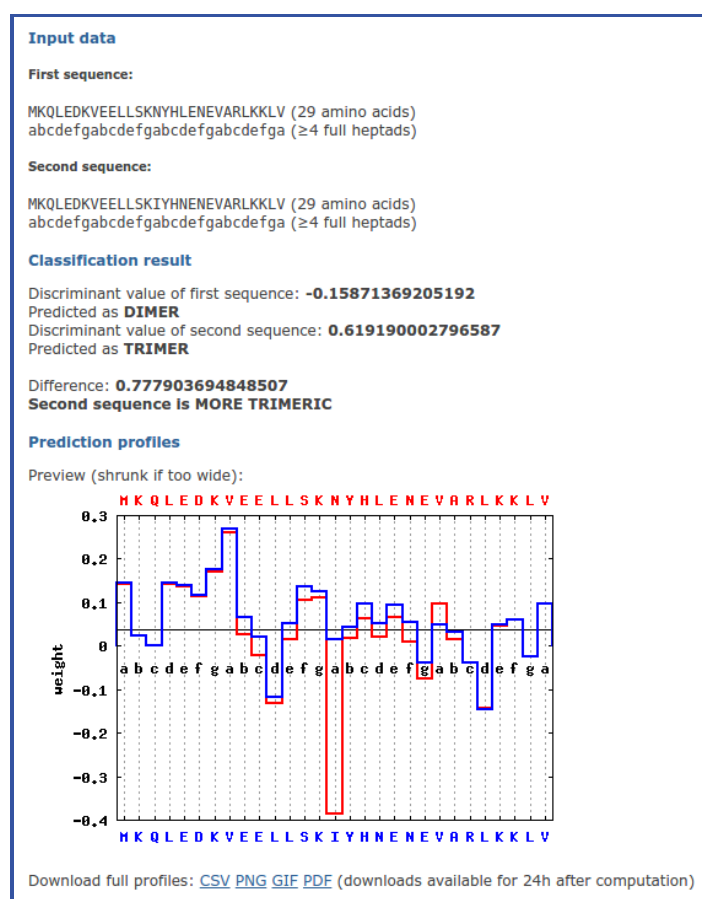 Input data
First sequence:
MKQLEDKVEELLSKNYHLENEVARLKKLV (29 amino acids)
abcdefgabcdefgabcdefgabcdefga (≥4 full heptads)
Second sequence:
MKQLEDKVEELLSKIYHNENEVARLKKLV (29 amino acids)
abcdefgabcdefgabcdefgabcdefga (≥4 full heptads)
Classification result
Discriminant value of first sequence: -0.15871369205192
Predicted as DIMER
Discriminant value of second sequence: 0.619190002796587
Predicted as TRIMER
Difference: 0.777903694848507
Second sequence is MORE TRIMERIC
Prediction profiles
Preview (shrunk if too wide):
M K Q L E D K V E E L L S K N Y H L E N E V A R L K K L V
0.3
0.2
0.1
0
a b c d e f g a b c d e f g a b c d e f g a b c d e f g a
weight
-0.1
-0.2
-0.3
-0.4
M K Q L E D K V E E L L S K I Y H N E N E V A R L K K L V
Download full profiles: CSV PNG GIF PDF (downloads available for 24h after computation)